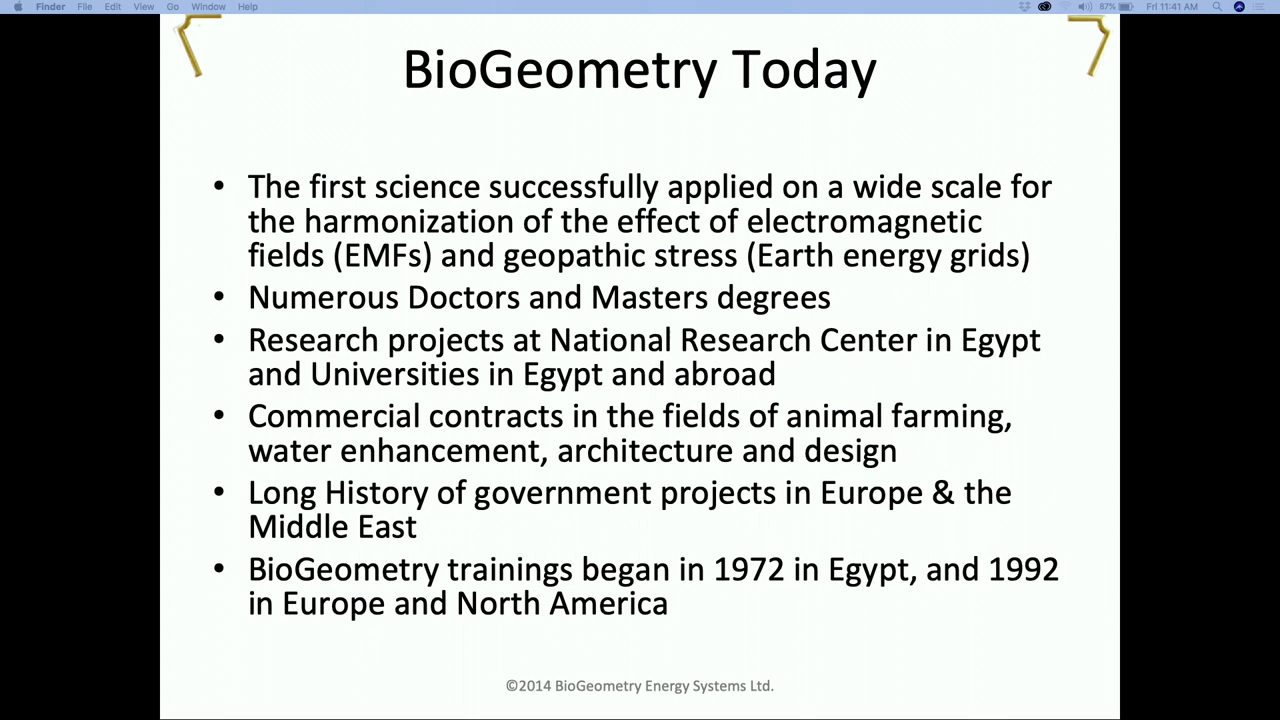 Finder File Edit View Go Window Help 87% Fri 11:41 AM
BioGeometry Today
• The first science successfully applied on a wide scale for
the harmonization of the effect of electromagnetic
fields (EMFs) and geopathic stress (Earth energy grids)
• Numerous Doctors and Masters degrees
• Research projects at National Research Center in Egypt
and Universities in Egypt and abroad
• Commercial contracts in the fields of animal farming,
water enhancement, architecture and design
• Long History of government projects in Europe & the
Middle East
• BioGeometry trainings began in 1972 in Egypt, and 1992
in Europe and North America
©2014 BioGeometry Energy Systems Ltd.